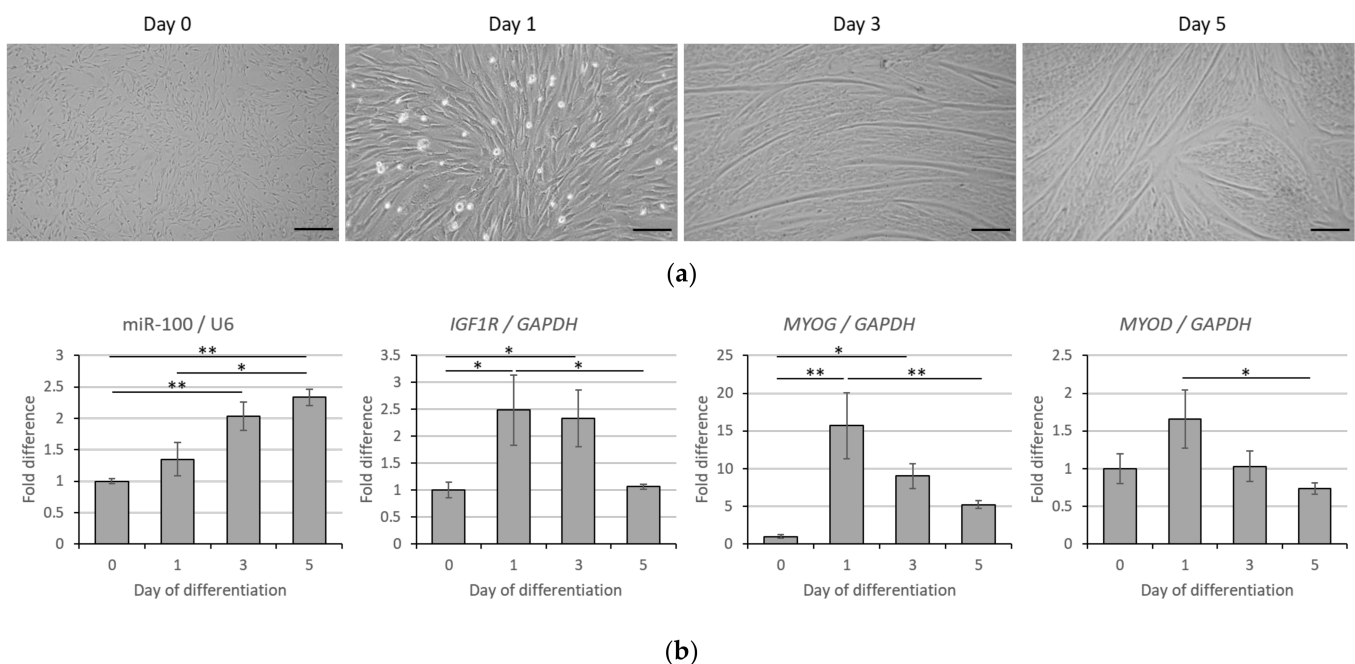 Day 0 Day 1 Day 3 Day 5
(a)
miR-100 / U6
**
*
**
Fold difference
3
2.5
2
1.5
1
0.5
0
0 1 3 5
Day of differentiation
IGF1R / GAPDH
*
* *
Fold difference
3.5
3
2.5
2
1.5
1
0.5
0
0 1 3 5
Day of differentiation
MYOG / GAPDH
*
** **
Fold difference
25
20
15
10
5
0
0 1 3 5
Day of differentiation
MYOD / GAPDH
*
Fold difference
2.5
2
1.5
1
0.5
0
0 1 3 5
Day of differentiation
(b)